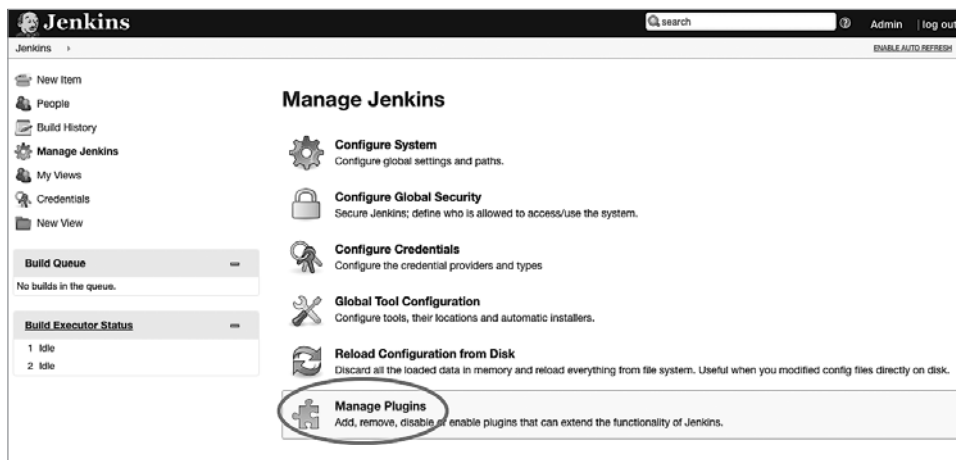 Jenkins
search
Admin | log out
Jenkins
ENABLE AUTO REFRESH
New Item
People
Build History
Manage Jenkins
My Views
Credentials
New View
Build Queue
No builds in the queue.
Build Executor Status
1 Idle
2 Idle
Manage Jenkins
Configure System
Configure global settings and paths.
Configure Global Security
Secure Jenkins; define who is allowed to access/use the system.
Configure Credentials
Configure the credential providers and types
Global Tool Configuration
Configure tools, their locations and automatic installers.
Reload Configuration from Disk
Discard all the loaded data in memory and reload everything from file system. Useful when you modified config files directly on disk.
Manage Plugins
Add, remove, disable or enable plugins that can extend the functionality of Jenkins.